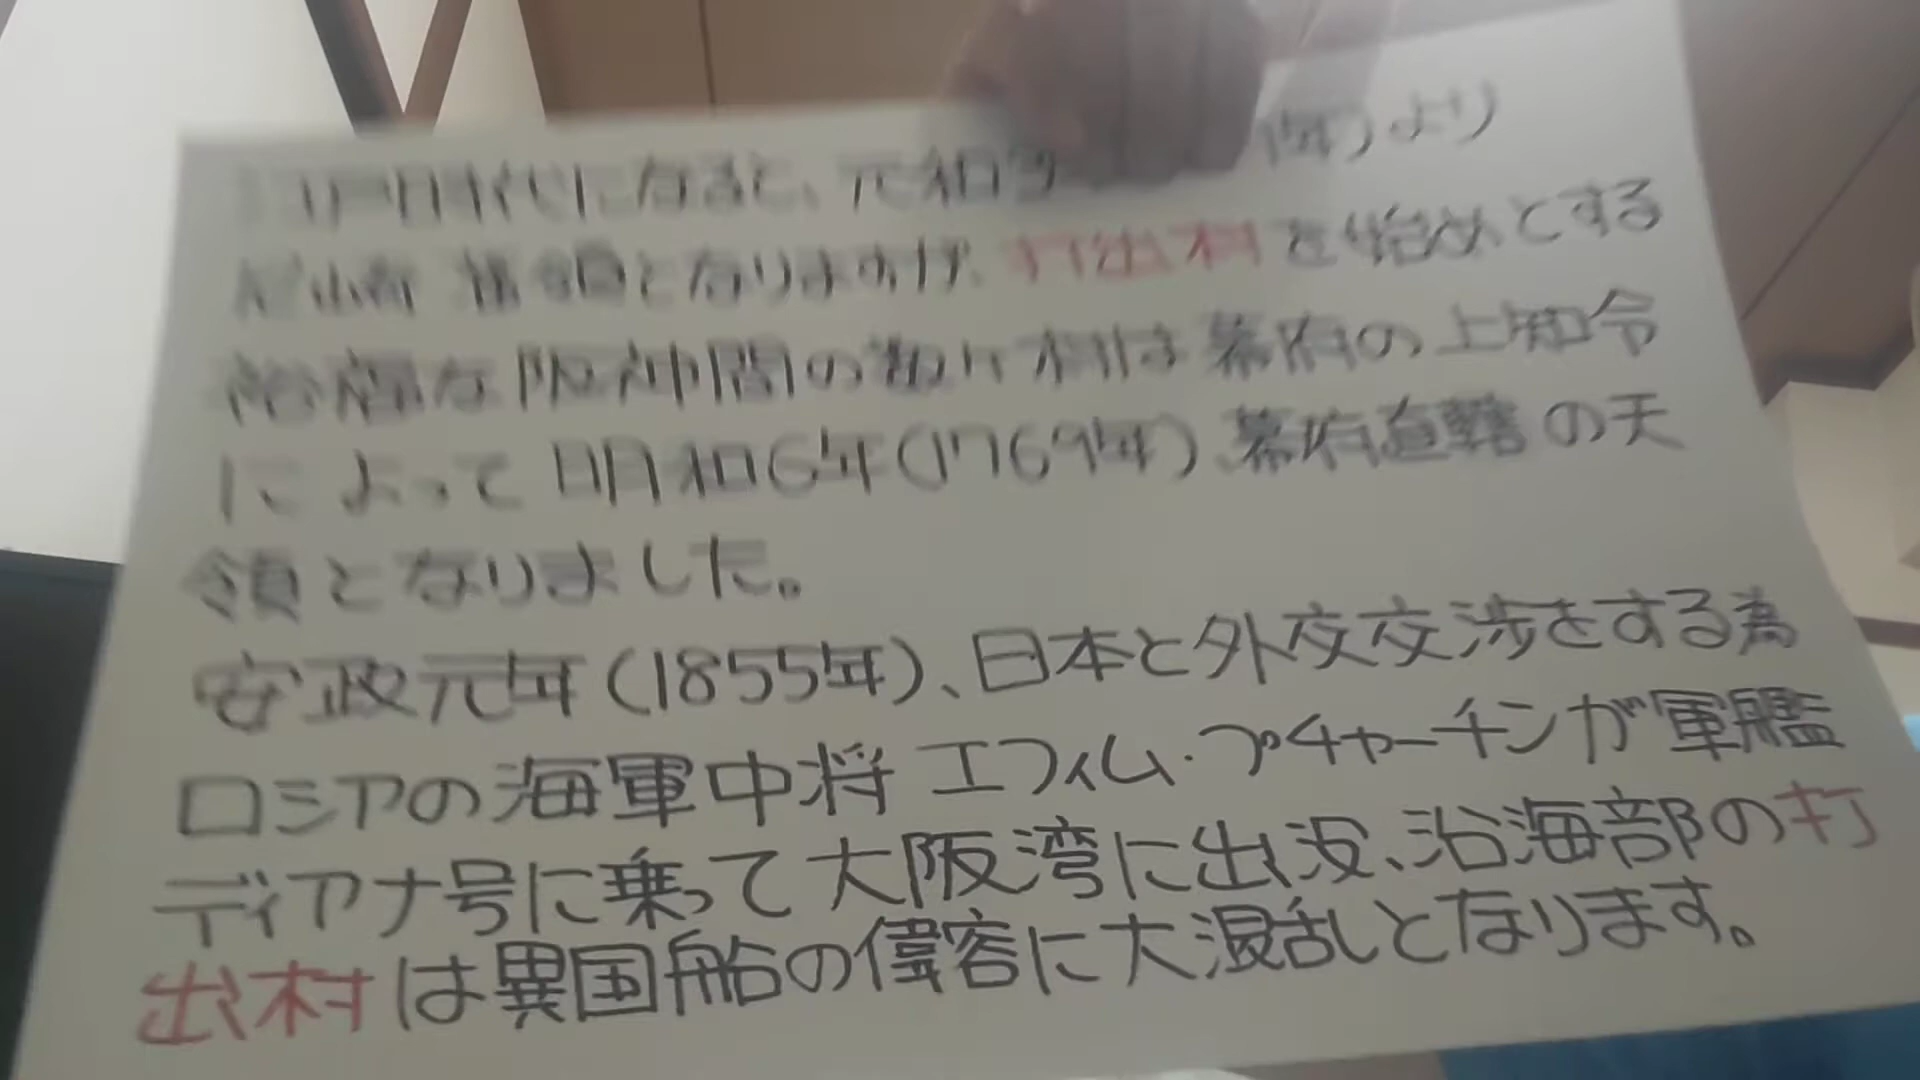 江戸時代になると、元和3 年)より
尼崎藩領となりますが、打出村を始めとする
裕福な阪神間の数ヶ村は幕府の上知令
によって明和6年(1769年)、幕府直轄の天
領となりました。
安政元年(1855年)、日本と外交交渉をする為
ロシアの海軍中将エフィム・プチャーチンが軍艦
ディアナ号に乗って大阪湾に出没、沿海部の打
出村は異国船の偉容に大混乱となります。